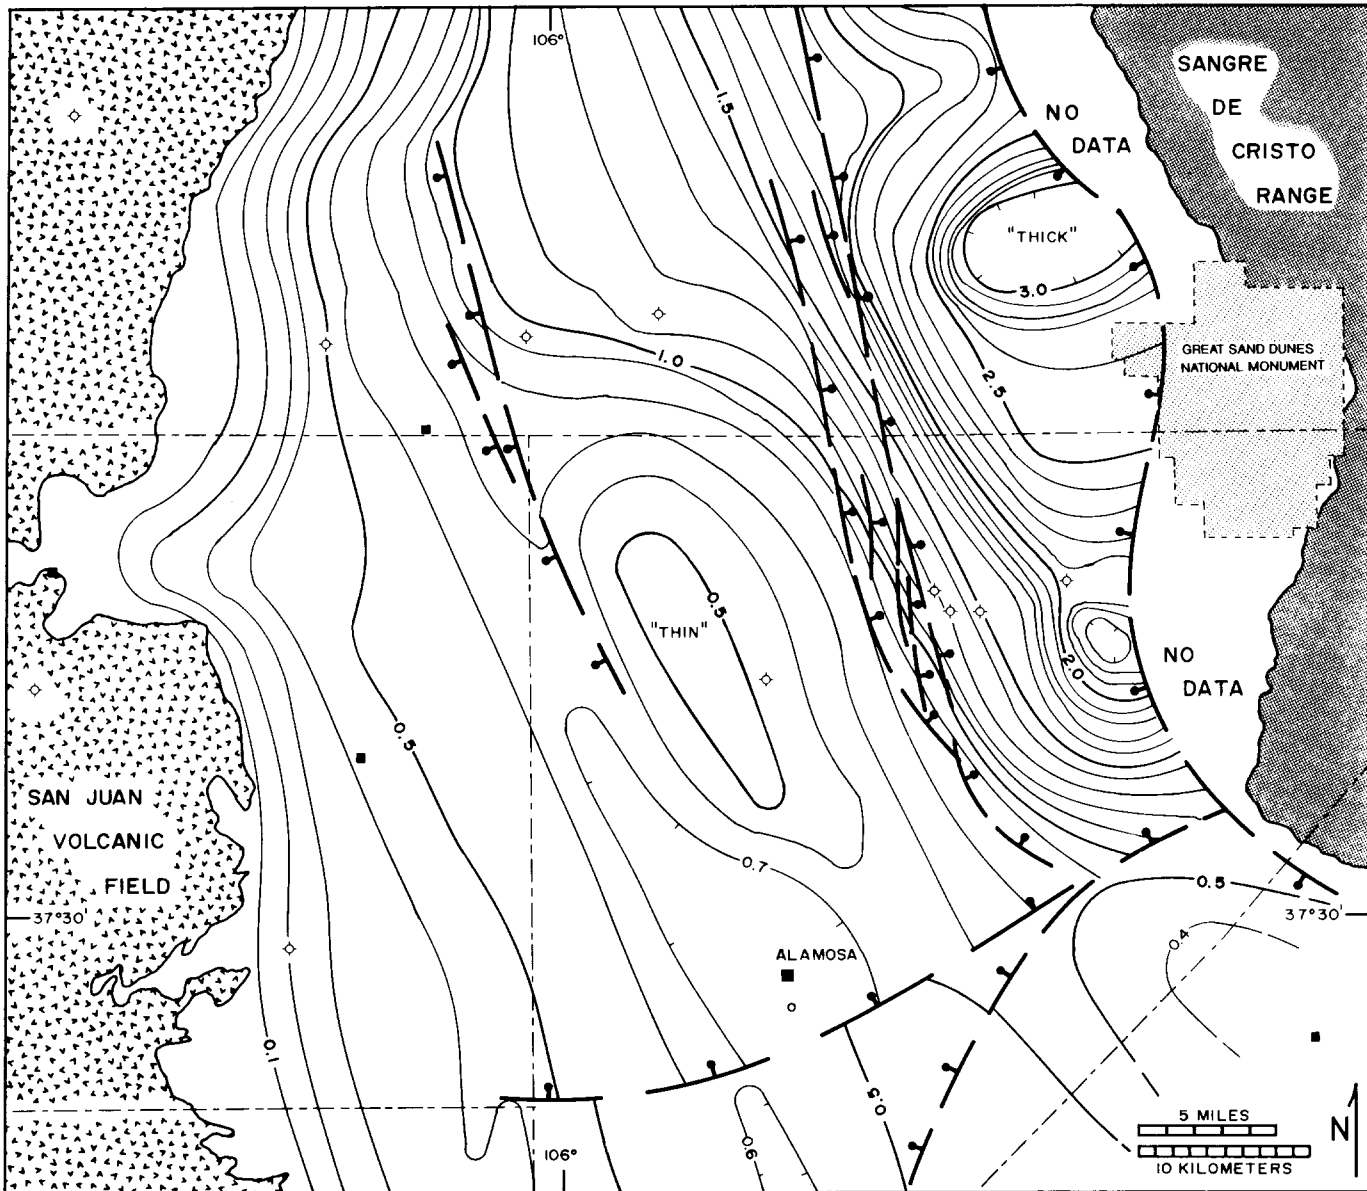 106°
SANGRE
DE
CRISTO
RANGE
NO
DATA
1.5
"THICK"
3.0
GREAT SAND DUNES
NATIONAL MONUMENT
1.0
2.5
0.5
"THIN"
2.0
NO
DATA
0.5
SAN JUAN
VOLCANIC
FIELD
0.7
0.5
37°30'
37°30'
0.4
ALAMOSA
0.1
0.5
0.6
106°
5 MILES
10 KILOMETERS
N